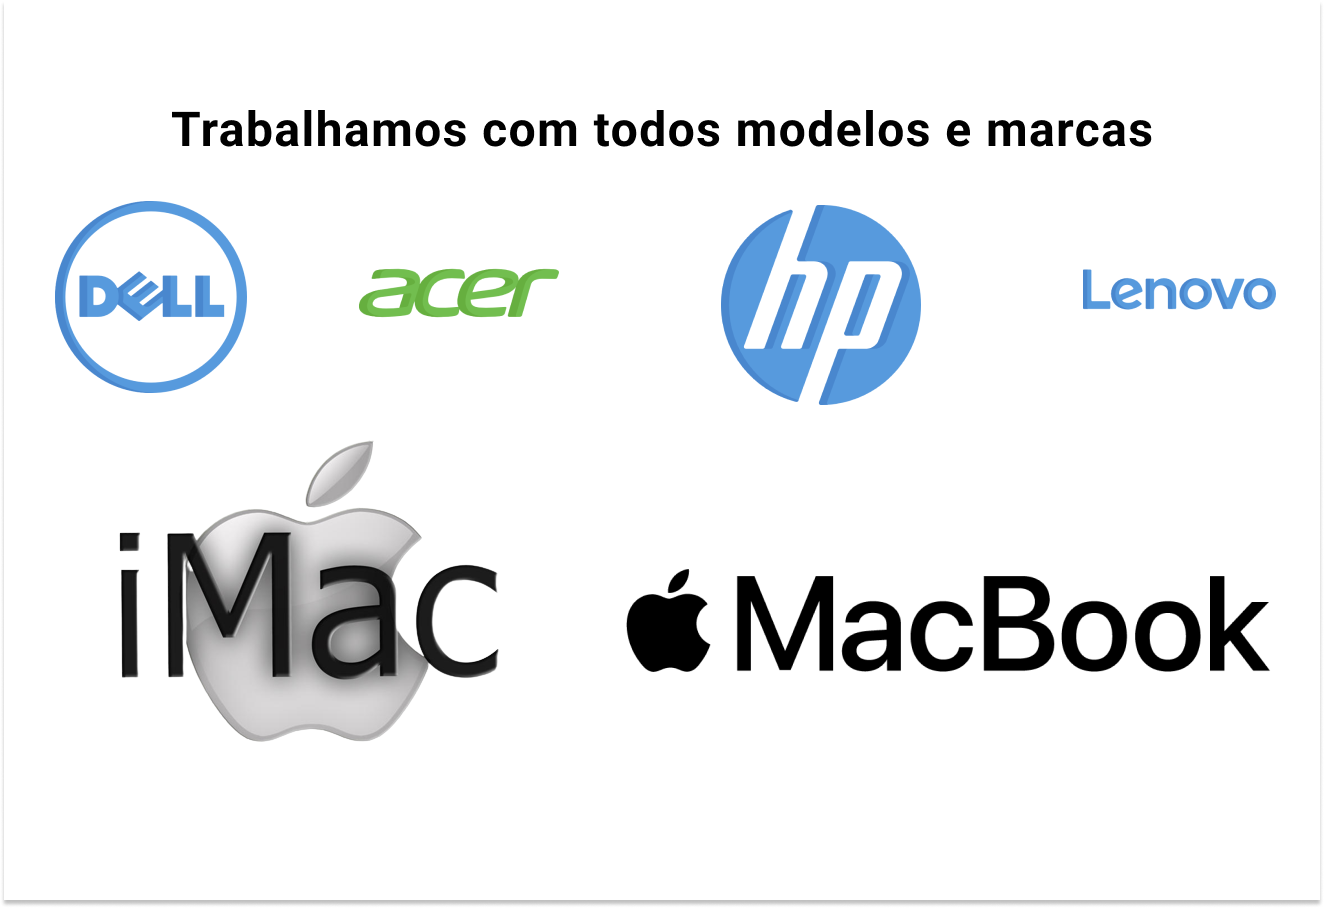 Trabalhamos com todos modelos e marcas
DELL
acer
hp
Lenovo
iMac
MacBook